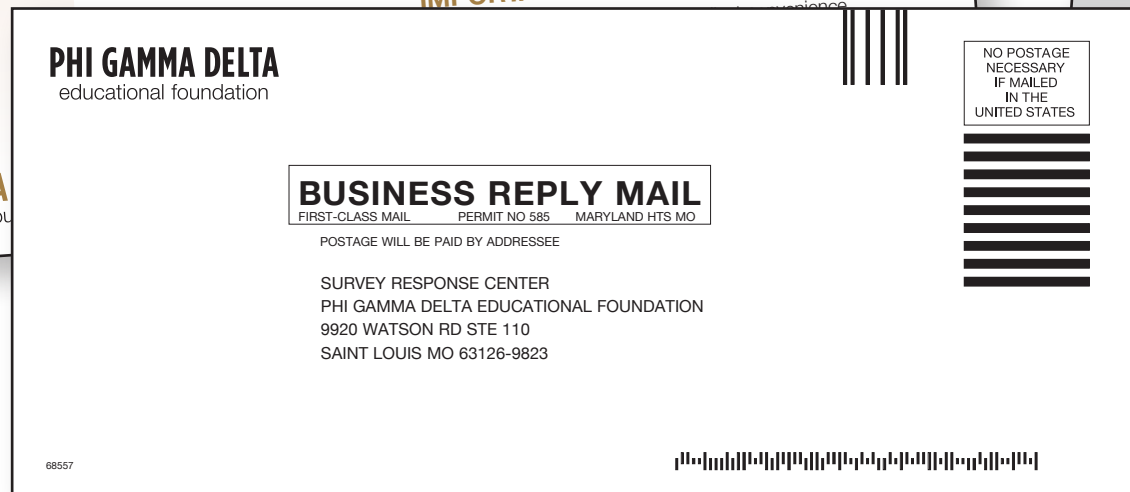 PHI GAMMA DELTA
educational foundation
NO POSTAGE
NECESSARY
IF MAILED
IN THE
UNITED STATES
BUSINESS REPLY MAIL
FIRST-CLASS MAIL PERMIT NO 585 MARYLAND HTS MO
POSTAGE WILL BE PAID BY ADDRESSEE
SURVEY RESPONSE CENTER
PHI GAMMA DELTA EDUCATIONAL FOUNDATION
9920 WATSON RD STE 110
SAINT LOUIS MO 63126-9823
68557